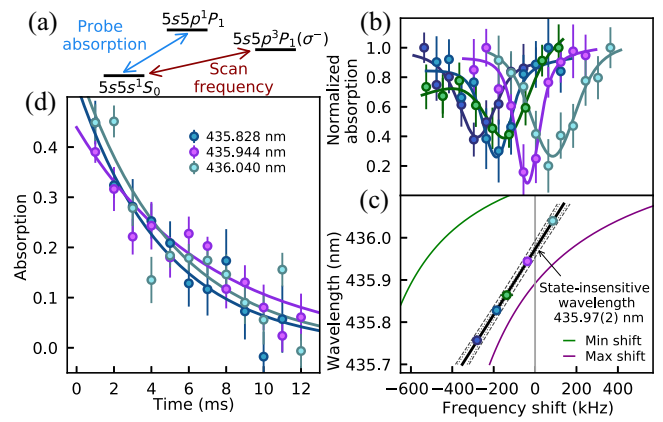 (a)
5s5p¹P₁
Probe
absorption
5s5p³P₁(σ⁻)
Scan
frequency
5s5s¹S₀
(b)
Normalized
absorption
1.0
0.8
0.6
0.4
0.2
(d)
435.828 nm
435.944 nm
436.040 nm
Absorption
0.4
0.3
0.2
0.1
0.0
0 2 4 6 8 10 12 14
Time (ms)
(c)
Wavelength (nm)
436.0
435.9
435.8
435.7
State-insensitive
wavelength
435.97(2) nm
Min shift
Max shift
−600 −400 −200 0 200 400
Frequency shift (kHz)